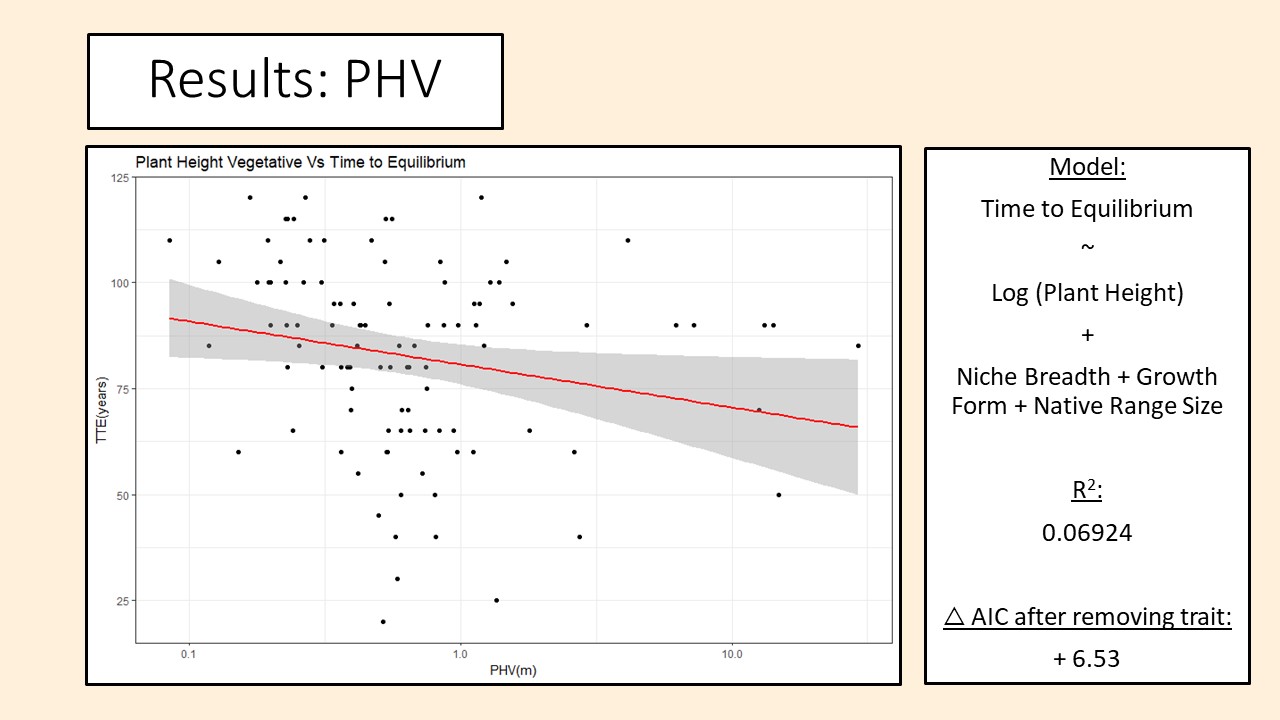 Results: PHV
Plant Height Vegetative Vs Time to Equilibrium
125
100
75
50
25
TTE(years)
0.1
1.0
10.0
PHV(m)
Model:
Time to Equilibrium
~
Log (Plant Height)
+
Niche Breadth + Growth
Form + Native Range Size
R²:
0.06924
△ AIC after removing trait:
+ 6.53